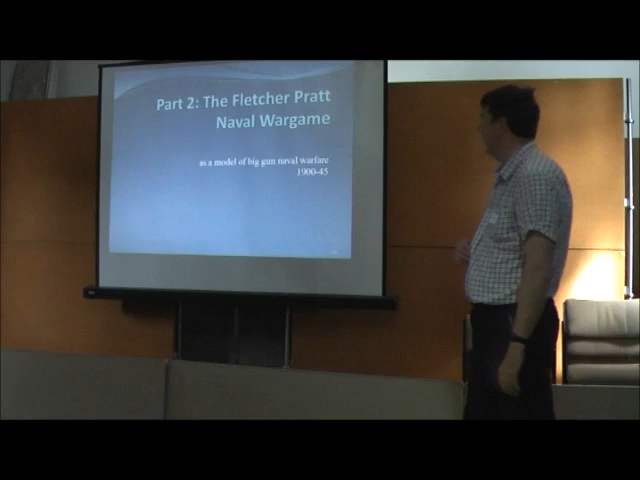 Part 2: The Fletcher Pratt
Naval Wargame
as a model of big gun naval warfare
1900-45